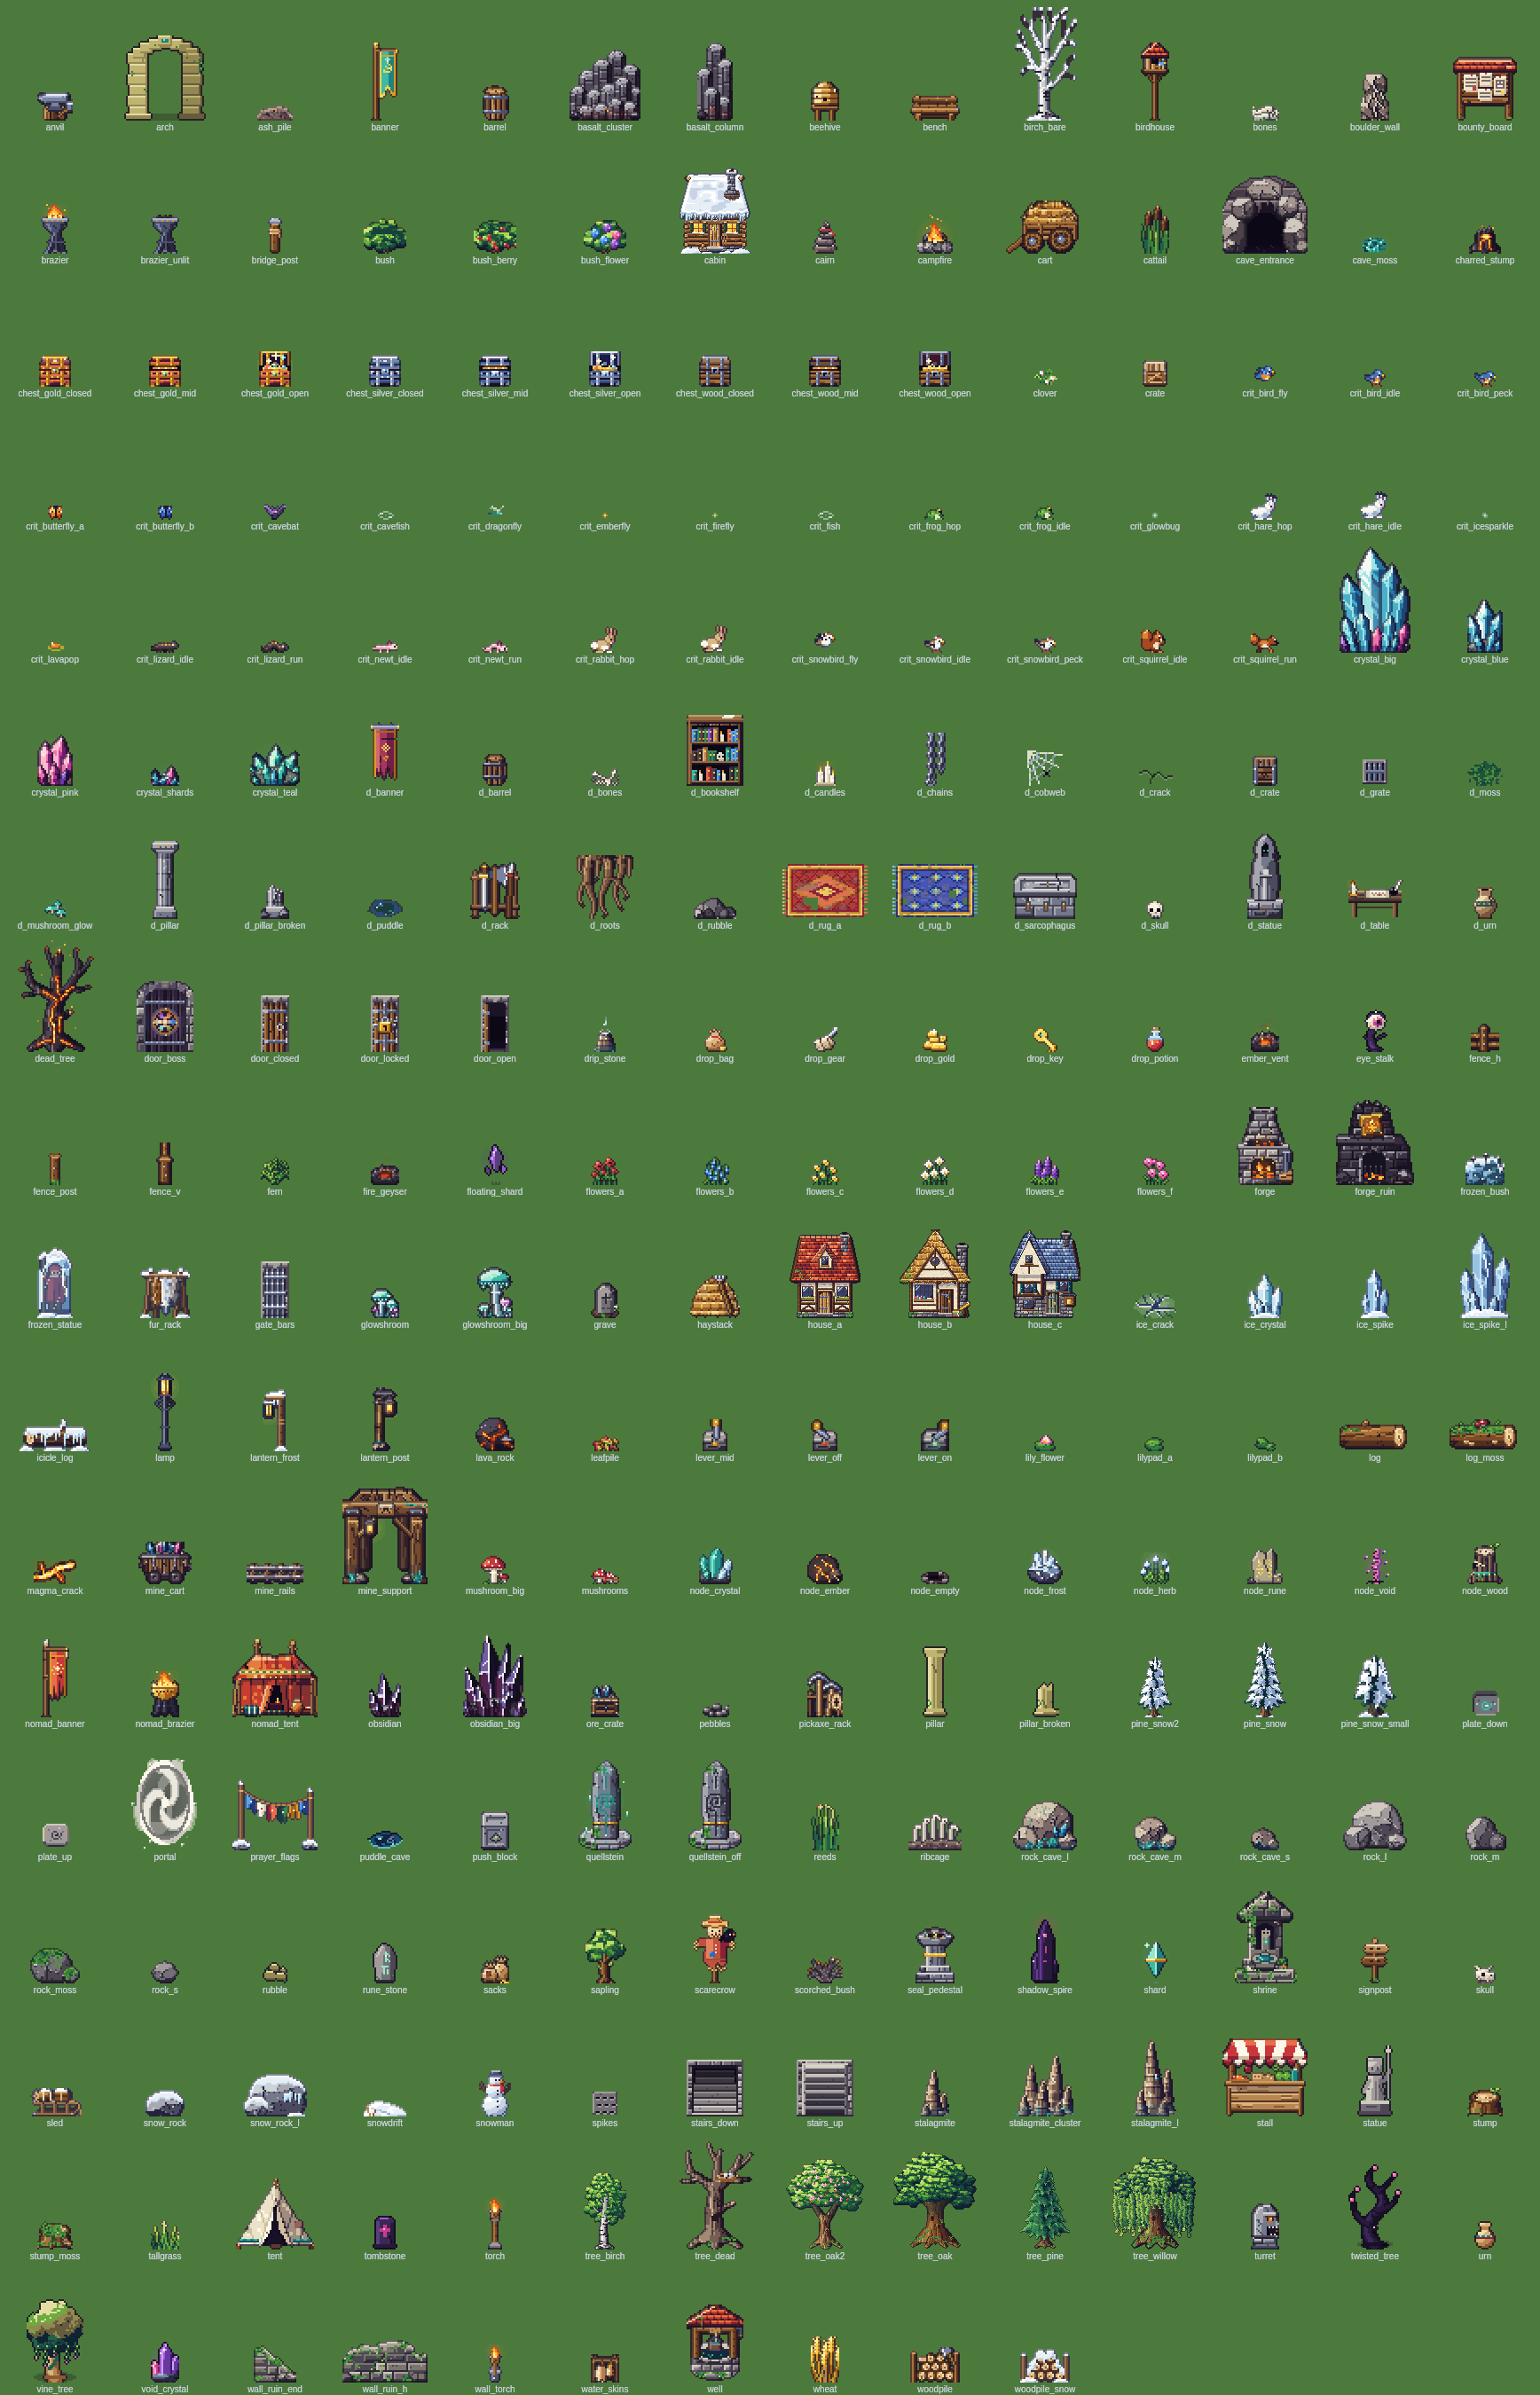 anvil arch ash_pile banner barrel basalt_cluster basalt_column beehive bench birch_bare birdhouse bones boulder_wall bounty_board
brazier brazier_unlit bridge_post bush bush_berry bush_flower cabin cairn campfire cart cattail cave_entrance cave_moss charred_stump
chest_gold_closed chest_gold_mid chest_gold_open chest_silver_closed chest_silver_mid chest_silver_open chest_wood_closed chest_wood_mid chest_wood_open clover crate crit_bird_fly crit_bird_idle crit_bird_peck
crit_butterfly_a crit_butterfly_b crit_cavebat crit_cavefish crit_dragonfly crit_emberfly crit_firefly crit_fish crit_frog_hop crit_frog_idle crit_glowbug crit_hare_hop crit_hare_idle crit_icesparkle
crit_lavapop crit_lizard_idle crit_lizard_run crit_newt_idle crit_newt_run crit_rabbit_hop crit_rabbit_idle crit_snowbird_fly crit_snowbird_idle crit_snowbird_peck crit_squirrel_idle crit_squirrel_run crystal_big crystal_blue
crystal_pink crystal_shards crystal_teal d_banner d_barrel d_bones d_bookshelf d_candles d_chains d_cobweb d_crack d_crate d_grate d_moss
d_mushroom_glow d_pillar d_pillar_broken d_puddle d_rack d_roots d_rubble d_rug_a d_rug_b d_sarcophagus d_skull d_statue d_table d_urn
dead_tree door_boss door_closed door_locked door_open drip_stone drop_bag drop_gear drop_gold drop_key drop_potion ember_vent eye_stalk fence_h
fence_post fence_v fern fire_geyser floating_shard flowers_a flowers_b flowers_c flowers_d flowers_e flowers_f forge forge_ruin frozen_bush
frozen_statue fur_rack gate_bars glowshroom glowshroom_big grave haystack house_a house_b house_c ice_crack ice_crystal ice_spike ice_spike_l
icicle_log lamp lantern_frost lantern_post lava_rock leafpile lever_mid lever_off lever_on lily_flower lilypad_a lilypad_b log log_moss
magma_crack mine_cart mine_rails mine_support mushroom_big mushrooms node_crystal node_ember node_empty node_frost node_herb node_rune node_void node_wood
nomad_banner nomad_brazier nomad_tent obsidian obsidian_big ore_crate pebbles pickaxe_rack pillar pillar_broken pine_snow2 pine_snow pine_snow_small plate_down
plate_up portal prayer_flags puddle_cave push_block quellstein quellstein_off reeds ribcage rock_cave_l rock_cave_m rock_cave_s rock_l rock_m
rock_moss rock_s rubble rune_stone sacks sapling scarecrow scorched_bush seal_pedestal shadow_spire shard shrine signpost skull
sled snow_rock snow_rock_l snowdrift snowman spikes stairs_down stairs_up stalagmite stalagmite_cluster stalagmite_l stall statue stump
stump_moss tallgrass tent tombstone torch tree_birch tree_dead tree_oak2 tree_oak tree_pine tree_willow turret twisted_tree urn
vine_tree void_crystal wall_ruin_end wall_ruin_h wall_torch water_skins well wheat woodpile woodpile_snow